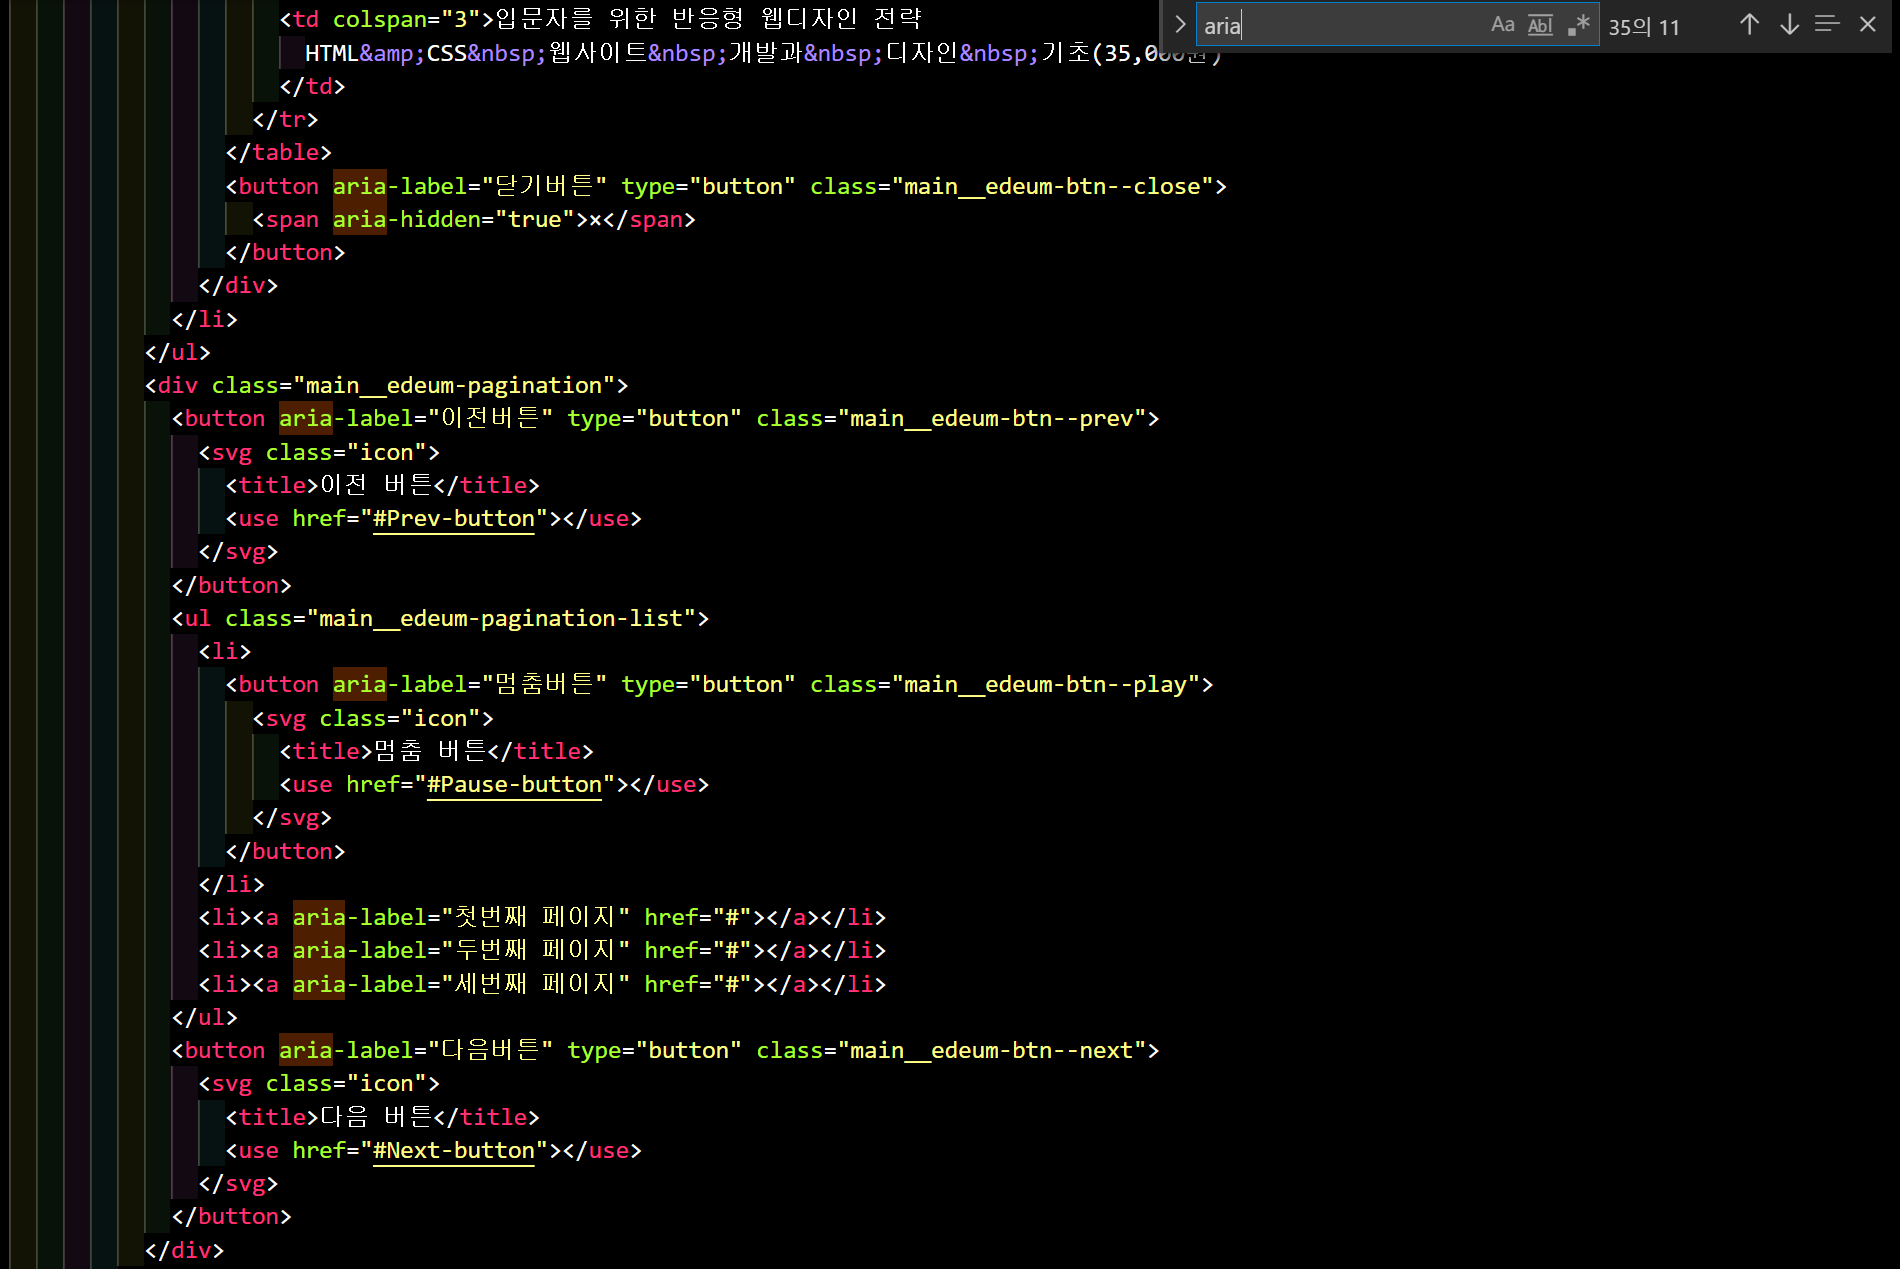 <td colspan="3">입문자를 위한 반응형 웹디자인 전략
aria
Aa Abl .* 35의 11
HTML&amp;CSS&nbsp;웹사이트&nbsp;개발과&nbsp;디자인&nbsp;기초(35,000원)
</td>
</tr>
</table>
<button aria-label="닫기버튼" type="button" class="main__edeum-btn--close">
<span aria-hidden="true">×</span>
</button>
</div>
</li>
</ul>
<div class="main__edeum-pagination">
<button aria-label="이전버튼" type="button" class="main__edeum-btn--prev">
<svg class="icon">
<title>이전 버튼</title>
<use href="#Prev-button"></use>
</svg>
</button>
<ul class="main__edeum-pagination-list">
<li>
<button aria-label="멈춤버튼" type="button" class="main__edeum-btn--play">
<svg class="icon">
<title>멈춤 버튼</title>
<use href="#Pause-button"></use>
</svg>
</button>
</li>
<li><a aria-label="첫번째 페이지" href="#"></a></li>
<li><a aria-label="두번째 페이지" href="#"></a></li>
<li><a aria-label="세번째 페이지" href="#"></a></li>
</ul>
<button aria-label="다음버튼" type="button" class="main__edeum-btn--next">
<svg class="icon">
<title>다음 버튼</title>
<use href="#Next-button"></use>
</svg>
</button>
</div>